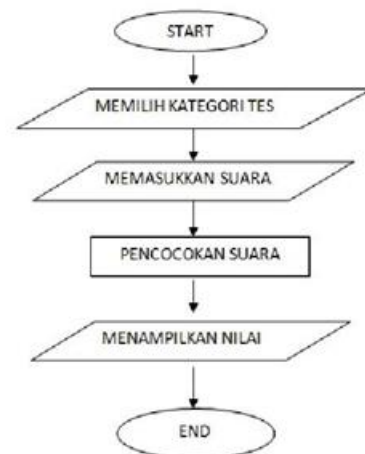 START
MEMILIH KATEGORI TES
MEMASUKKAN SUARA
PENCOCOKAN SUARA
MENAMPILKAN NILAI
END